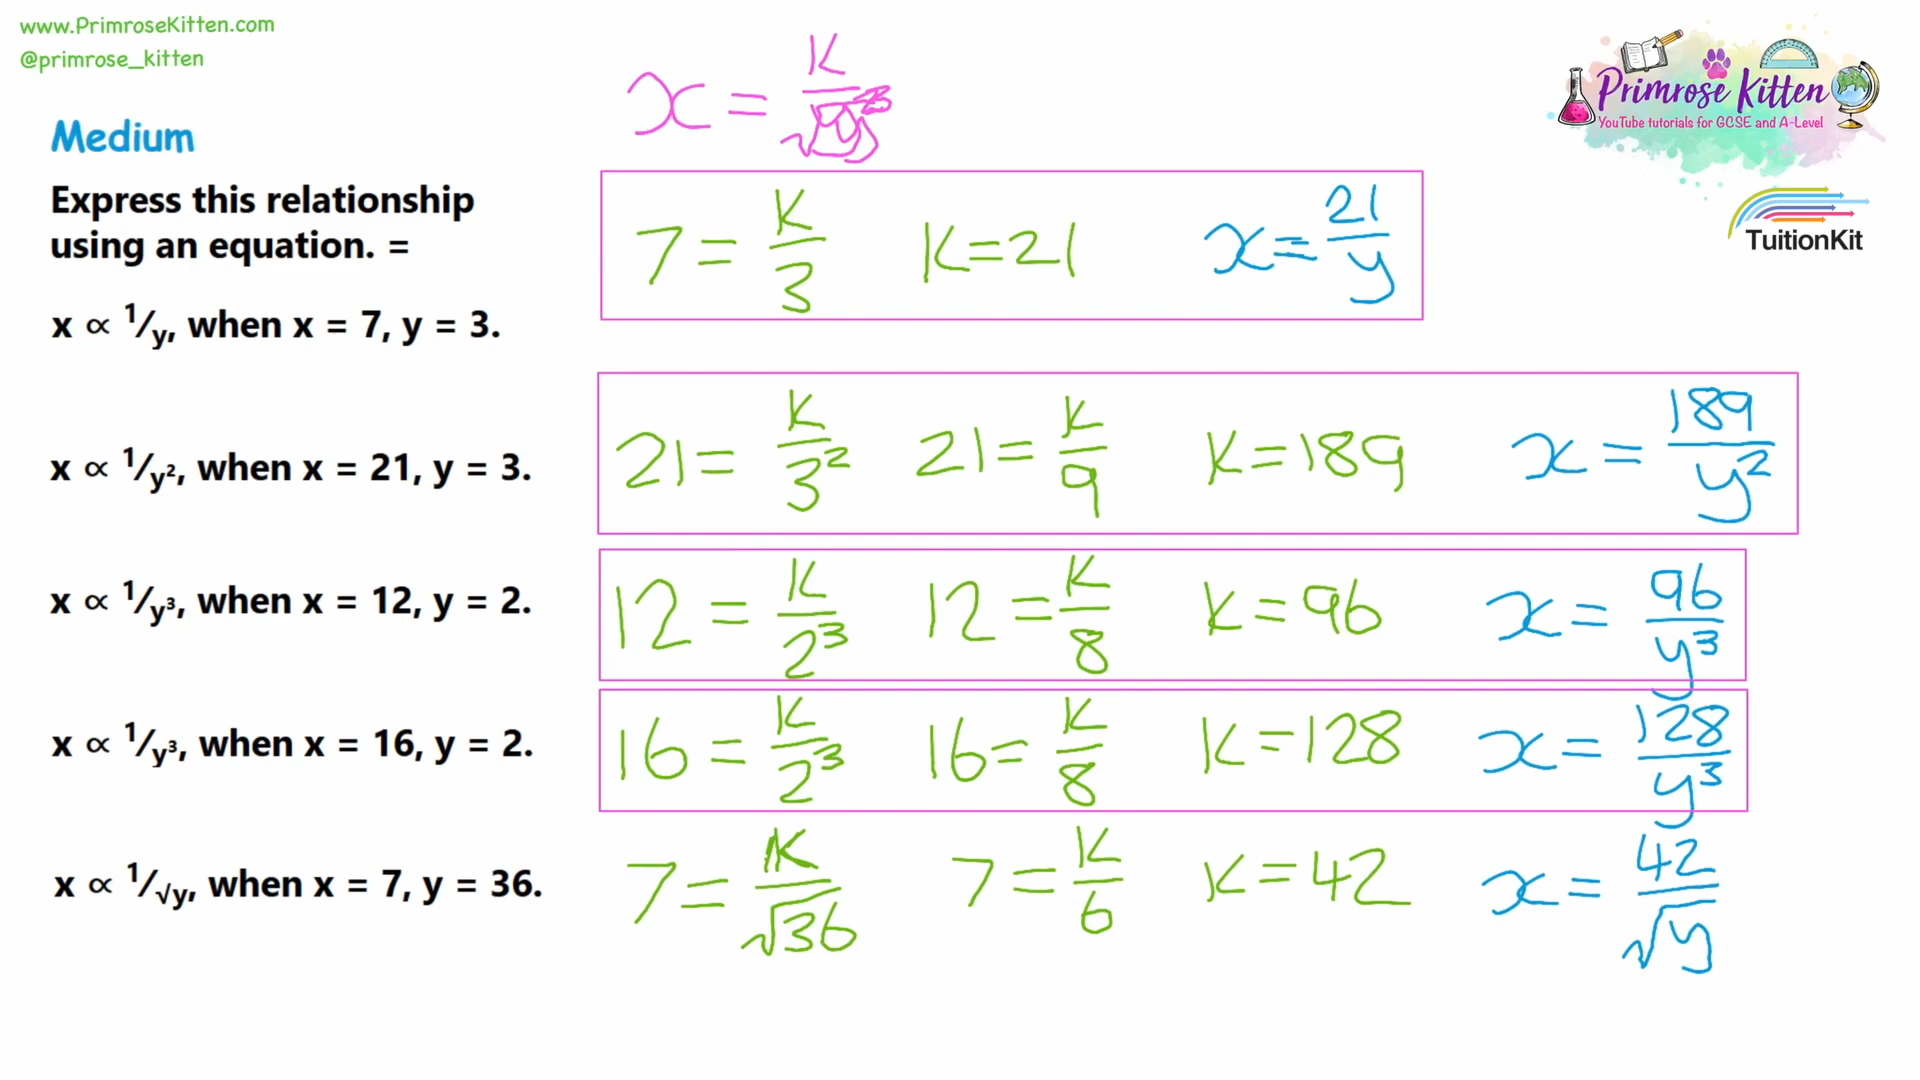 www.PrimroseKitten.com
@primrose_kitten
Primrose Kitten
YouTube tutorials for GCSE and A-Level
TuitionKit
Medium
Express this relationship
using an equation. =
x = K/√y
x ∝ ¹/y, when x = 7, y = 3.
7 = K/3 K=21 x = 21/y
x ∝ ¹/y², when x = 21, y = 3.
21 = K/3² 21 = K/9 K=189 x = 189/y²
x ∝ ¹/y³, when x = 12, y = 2.
12 = K/2³ 12 = K/8 K=96 x = 96/y³
x ∝ ¹/y³, when x = 16, y = 2.
16 = K/2³ 16 = K/8 K=128 x = 128/y³
x ∝ ¹/√y, when x = 7, y = 36.
7 = K/√36 7 = K/6 K=42 x = 42/√y